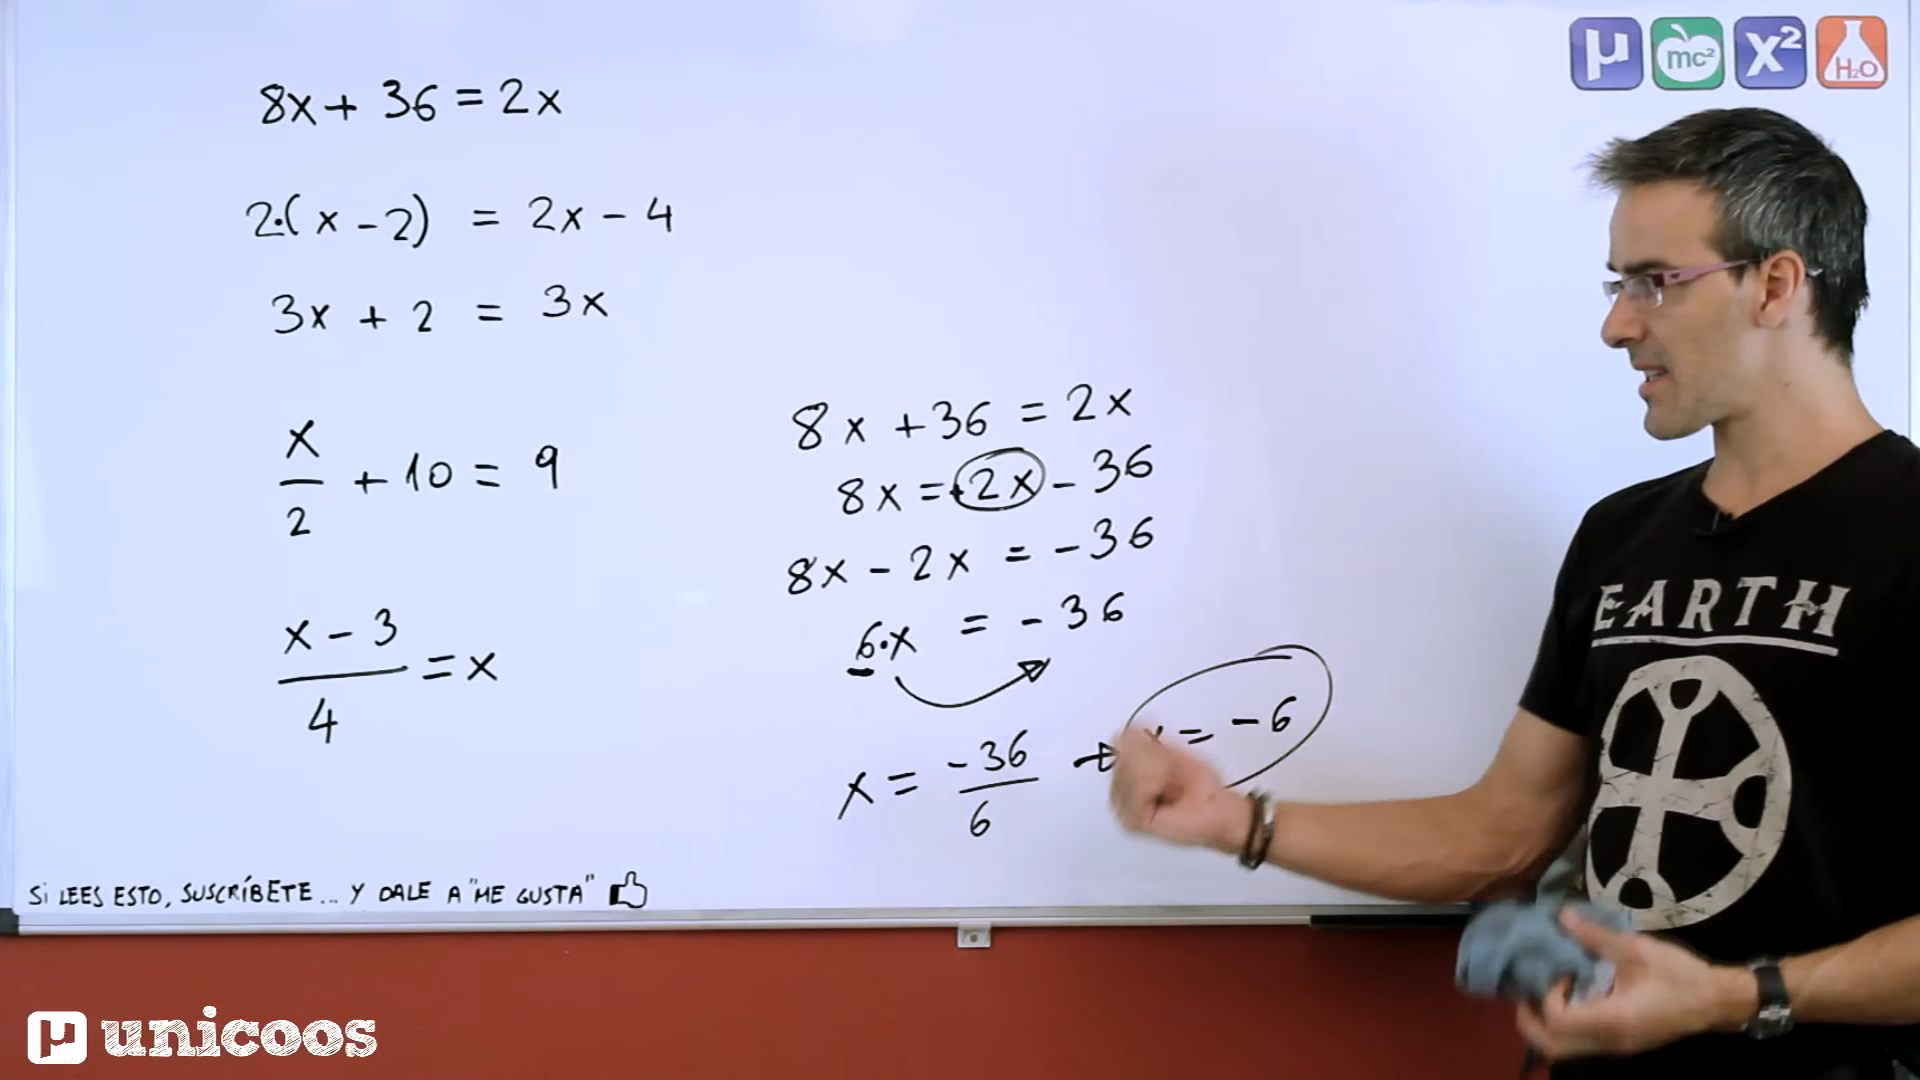 8x + 36 = 2x
2·(x - 2) = 2x - 4
3x + 2 = 3x
x/2 + 10 = 9
(x - 3)/4 = x
8x + 36 = 2x
8x = +2x - 36
8x - 2x = -36
6·x = -36
x = -36/6 → x = -6
SI LEES ESTO, SUSCRÍBETE... Y DALE A "ME GUSTA"
µ mc² x² H₂O
EARTH
µ unicoos